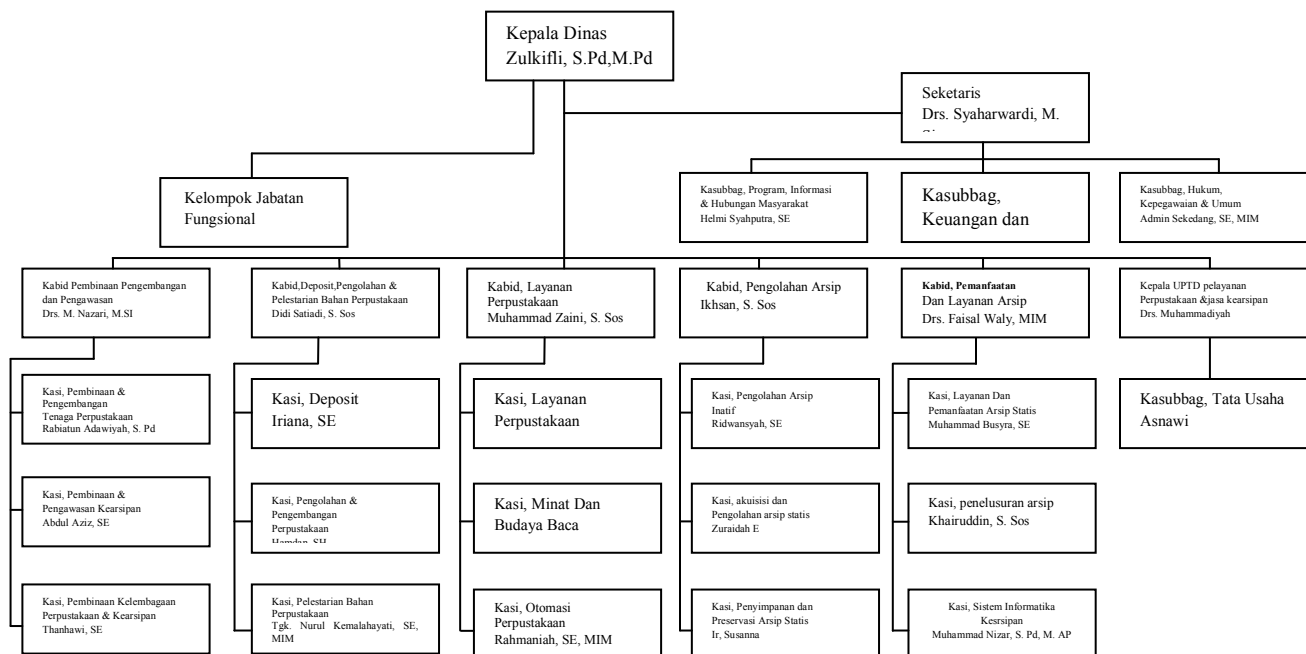 Kepala Dinas
Zulkifli, S.Pd,M.Pd
Seketaris
Drs. Syaharwardi, M.
Kelompok Jabatan
Fungsional
Kasubbag, Program, Informasi
& Hubungan Masyarakat
Helmi Syahputra, SE
Kasubbag,
Keuangan dan
Kasubbag, Hukum,
Kepegawaian & Umum
Admin Sekedang, SE, MIM
Kabid Pembinaan Pengembangan
dan Pengawasan
Drs. M. Nazari, M.SI
Kabid,Deposit,Pengolahan &
Pelestarian Bahan Perpustakaan
Didi Satiadi, S. Sos
Kabid, Layanan
Perpustakaan
Muhammad Zaini, S. Sos
Kabid, Pengolahan Arsip
Ikhsan, S. Sos
Kabid, Pemanfaatan
Dan Layanan Arsip
Drs. Faisal Waly, MIM
Kepala UPTD pelayanan
Perpustakaan &jasa kearsipan
Drs. Muhammadiyah
Kasi, Pembinaan &
Pengembangan
Tenaga Perpustakaan
Rabiatun Adawiyah, S. Pd
Kasi, Deposit
Iriana, SE
Kasi, Layanan
Perpustakaan
Kasi, Pengolahan Arsip
Inatif
Ridwansyah, SE
Kasi, Layanan Dan
Pemanfaatan Arsip Statis
Muhammad Busyra, SE
Kasubbag, Tata Usaha
Asnawi
Kasi, Pembinaan &
Pengawasan Kearsipan
Abdul Aziz, SE
Kasi, Pengolahan &
Pengembangan
Perpustakaan
Hamdan, SH
Kasi, Minat Dan
Budaya Baca
Kasi, akuisisi dan
Pengolahan arsip statis
Zuraidah E
Kasi, penelusuran arsip
Khairuddin, S. Sos
Kasi, Pembinaan Kelembagaan
Perpustakaan & Kearsipan
Thanhawi, SE
Kasi, Pelestarian Bahan
Perpustakaan
Tgk. Nurul Kemalahayati, SE,
MIM
Kasi, Otomasi
Perpustakaan
Rahmaniah, SE, MIM
Kasi, Penyimpanan dan
Preservasi Arsip Statis
Ir, Susanna
Kasi, Sistem Informatika
Kesrsipan
Muhammad Nizar, S. Pd, M. AP